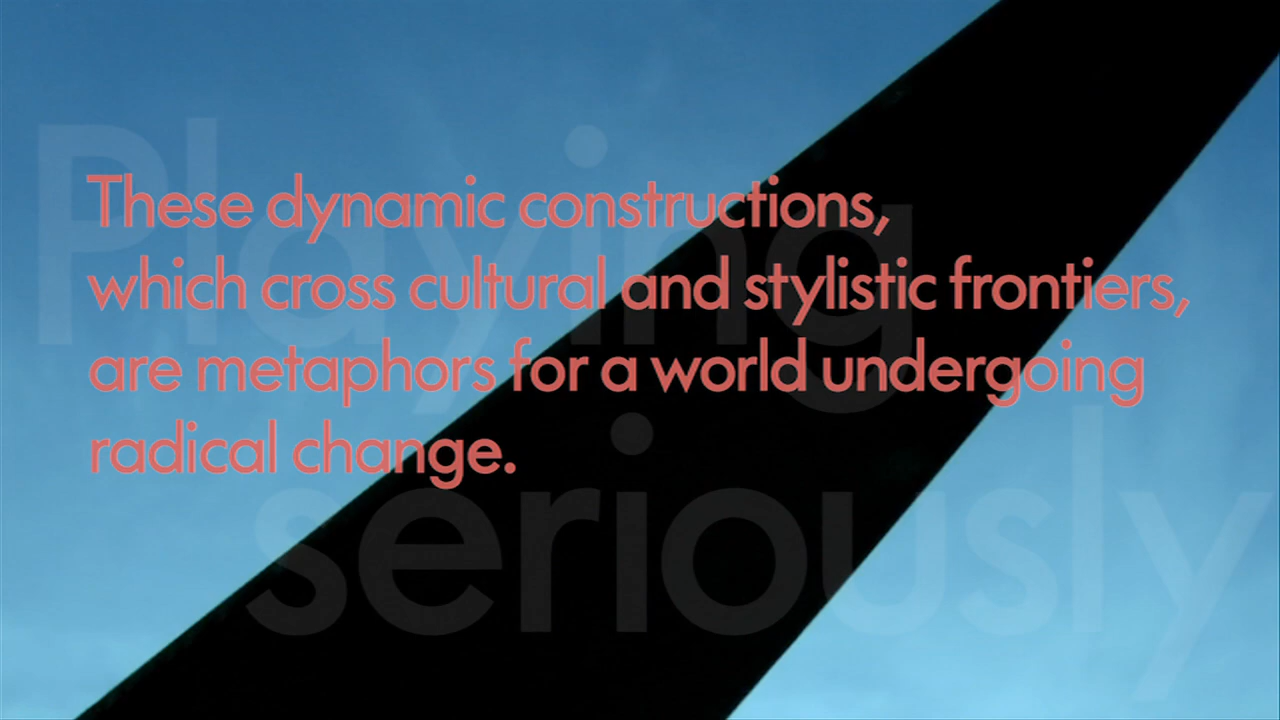 Playing
seriously
These dynamic constructions,
which cross cultural and stylistic frontiers,
are metaphors for a world undergoing
radical change.